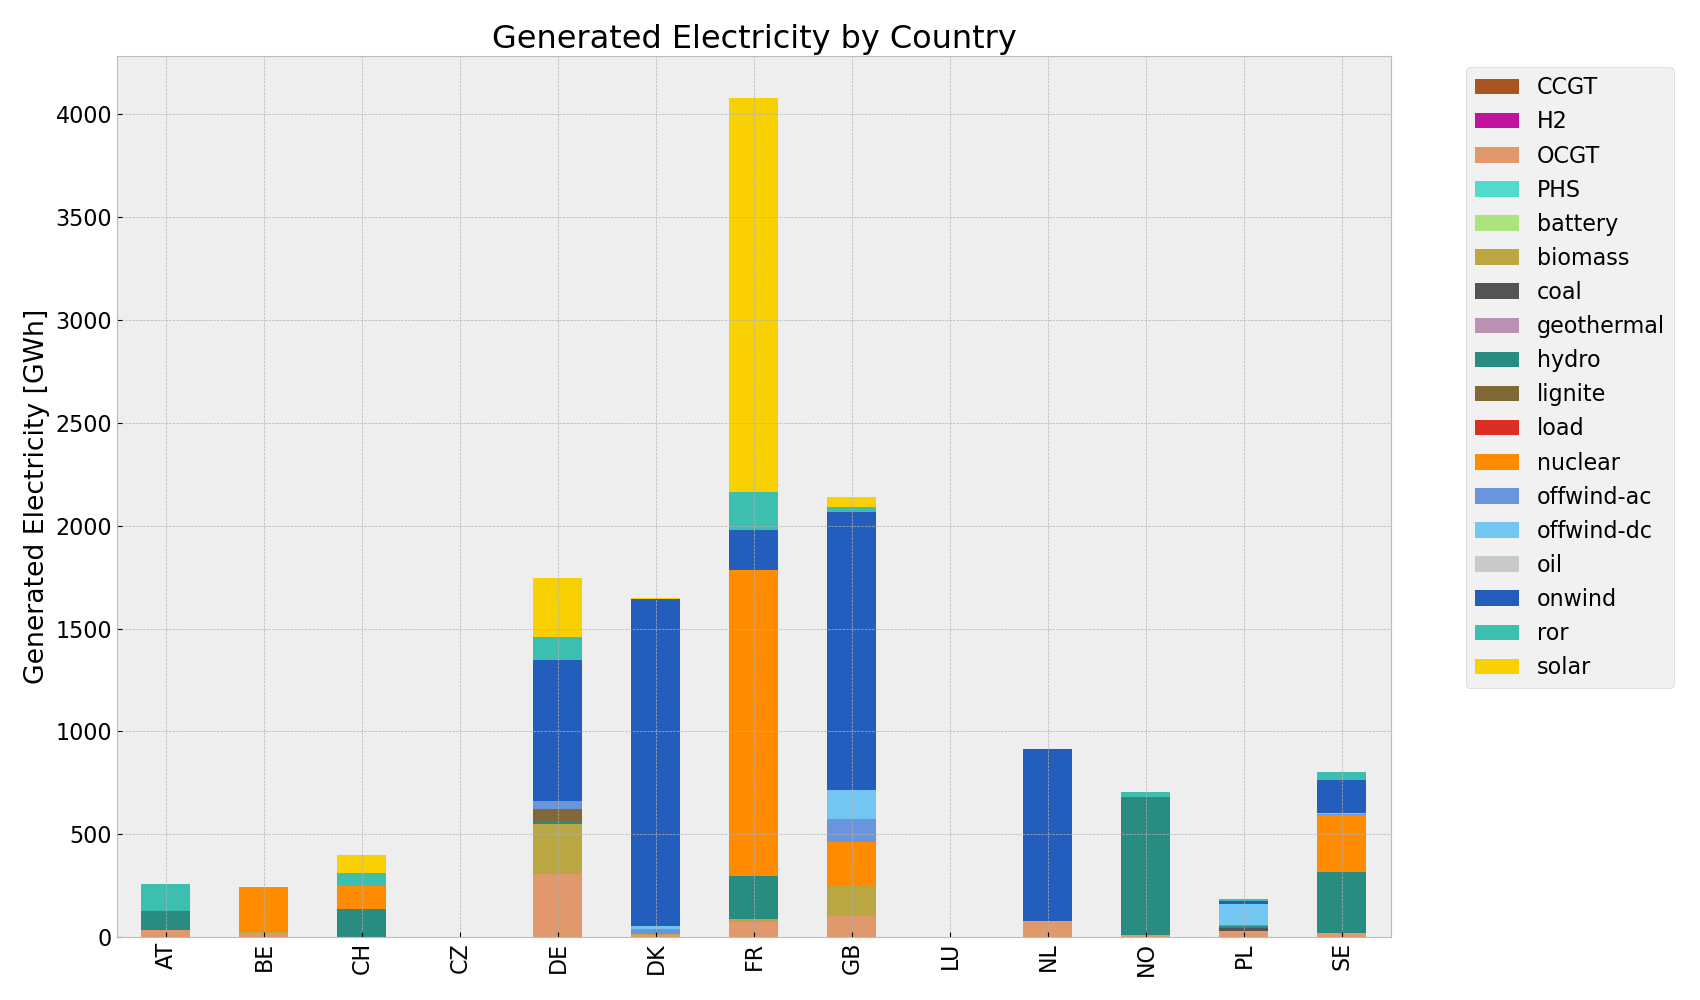 Generated Electricity by Country
Generated Electricity [GWh]
4000
3500
3000
2500
2000
1500
1000
500
0
AT
BE
CH
CZ
DE
DK
FR
GB
LU
NL
NO
PL
SE
CCGT
H2
OCGT
PHS
battery
biomass
coal
geothermal
hydro
lignite
load
nuclear
offwind-ac
offwind-dc
oil
onwind
ror
solar